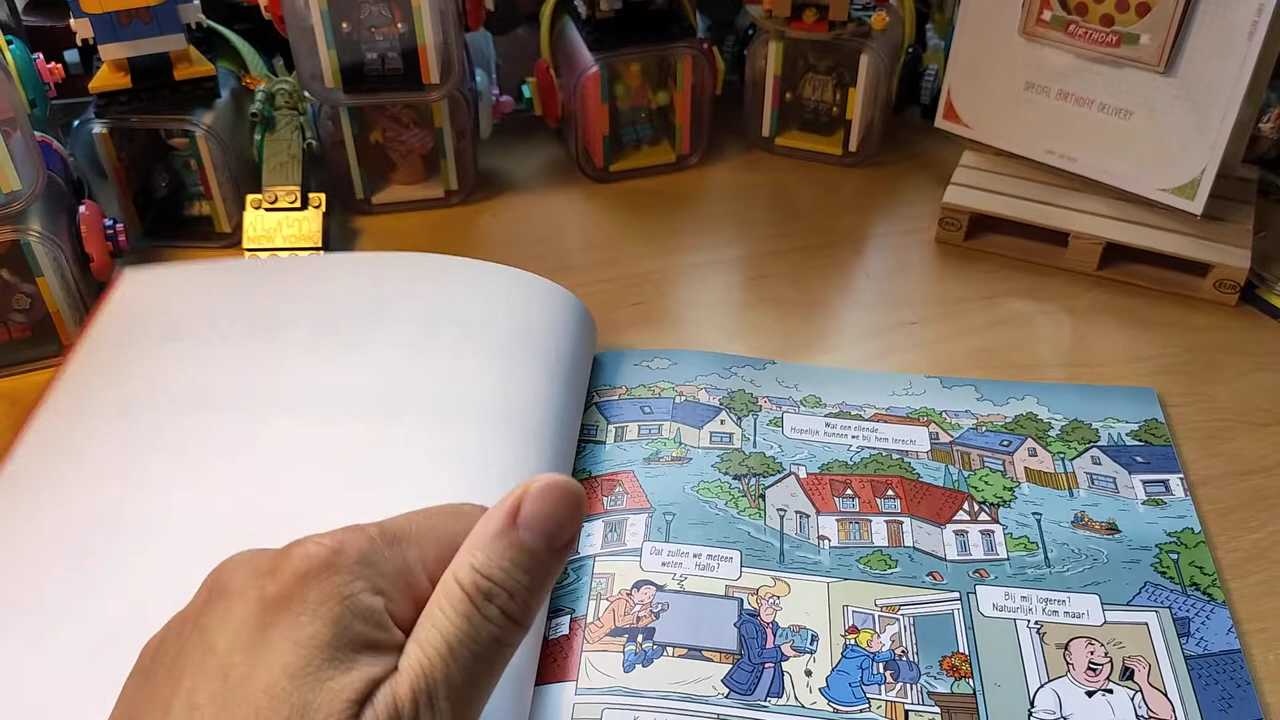 BIRTHDAY
SPECIAL BIRTHDAY DELIVERY
NEW YORK
EUR
Wat een ellende...
Hopelijk kunnen we bij hem terecht...
Dat zullen we meteen
weten... Hallo?
Bij mij logeren?
Natuurlijk! Kom maar!